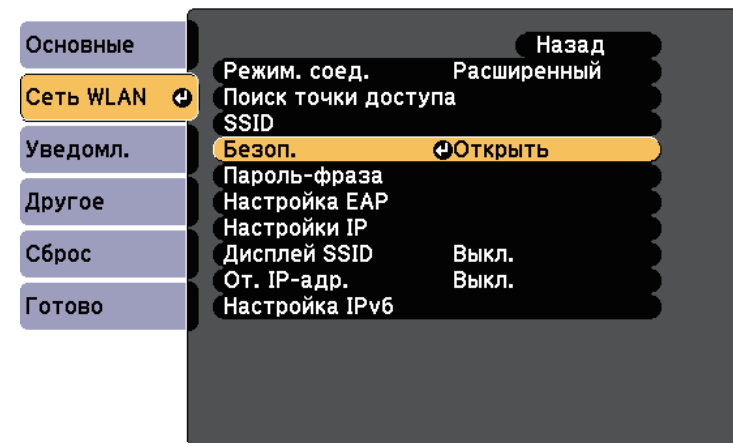 Основные
Сеть WLAN
Уведомл.
Другое
Сброс
Готово
Назад
Режим. соед. Расширенный
Поиск точки доступа
SSID
Безоп. Открыть
Пароль-фраза
Настройка EAP
Настройки IP
Дисплей SSID Выкл.
От. IP-адр. Выкл.
Настройка IPv6